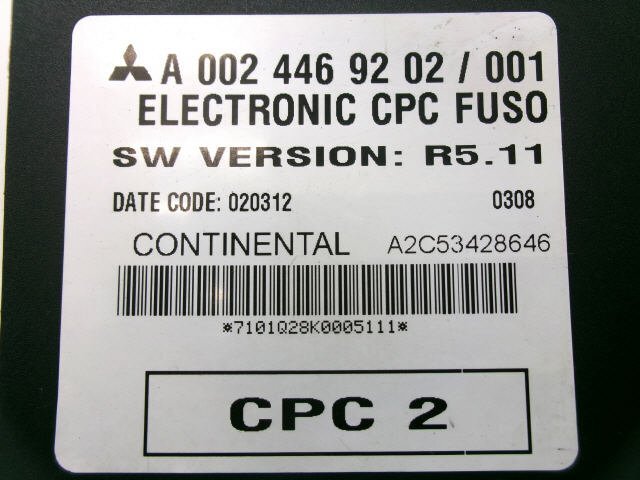 A 002 446 92 02 / 001
ELECTRONIC CPC FUSO
SW VERSION: R5.11
DATE CODE: 020312 0308
CONTINENTAL A2C53428646
*7101Q28K0005111*
CPC 2